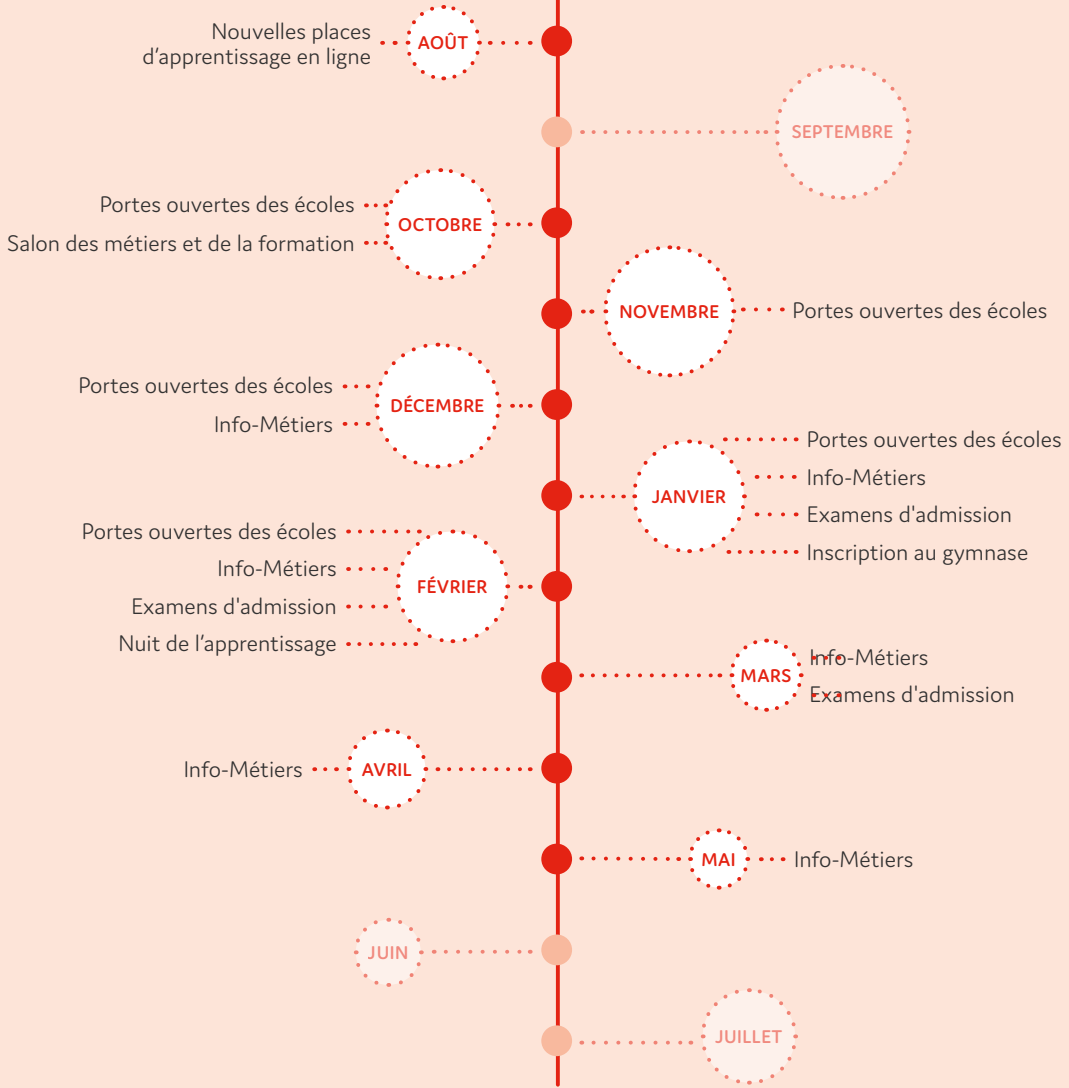 Nouvelles places
d'apprentissage en ligne
AOÛT
SEPTEMBRE
Portes ouvertes des écoles
Salon des métiers et de la formation
OCTOBRE
NOVEMBRE
Portes ouvertes des écoles
Portes ouvertes des écoles
Info-Métiers
DÉCEMBRE
JANVIER
Portes ouvertes des écoles
Info-Métiers
Examens d'admission
Inscription au gymnase
Portes ouvertes des écoles
Info-Métiers
Examens d'admission
Nuit de l'apprentissage
FÉVRIER
MARS
Info-Métiers
Examens d'admission
Info-Métiers
AVRIL
MAI
Info-Métiers
JUIN
JUILLET